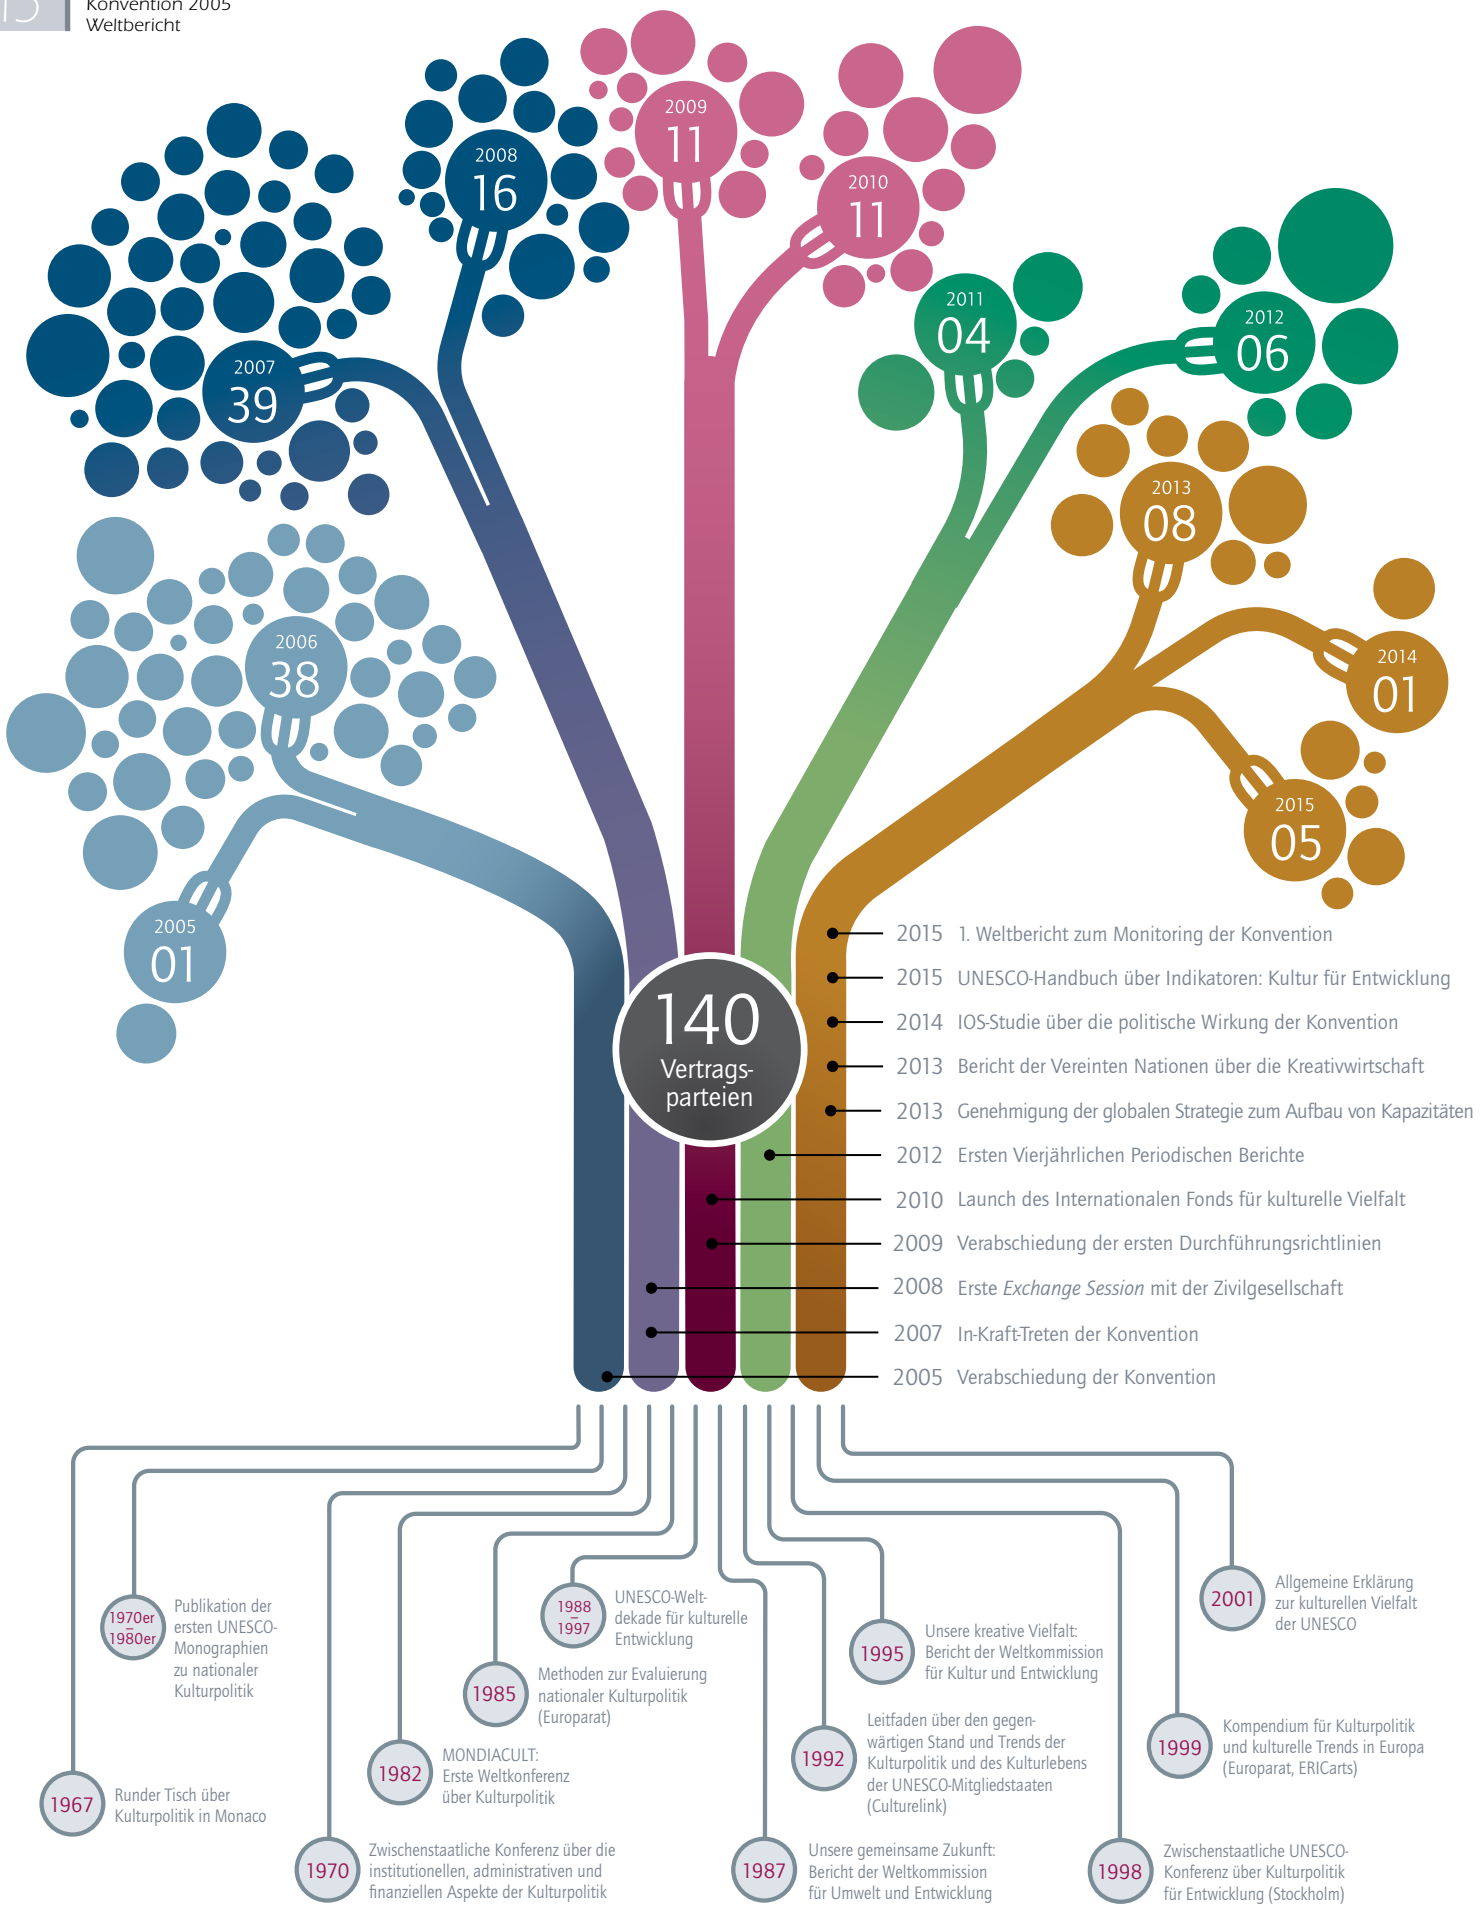 15
Konvention 2005
Weltbericht
2009
11
2008
16
2010
11
2011
04
2012
06
2007
39
2013
08
2006
38
2014
01
2015
05
2005
01
140
Vertrags-
parteien
2015 1. Weltbericht zum Monitoring der Konvention
2015 UNESCO-Handbuch über Indikatoren: Kultur für Entwicklung
2014 IOS-Studie über die politische Wirkung der Konvention
2013 Bericht der Vereinten Nationen über die Kreativwirtschaft
2013 Genehmigung der globalen Strategie zum Aufbau von Kapazitäten
2012 Ersten Vierjährlichen Periodischen Berichte
2010 Launch des Internationalen Fonds für kulturelle Vielfalt
2009 Verabschiedung der ersten Durchführungsrichtlinien
2008 Erste Exchange Session mit der Zivilgesellschaft
2007 In-Kraft-Treten der Konvention
2005 Verabschiedung der Konvention
1970er
–
1980er
Publikation der
ersten UNESCO-
Monographien
zu nationaler
Kulturpolitik
1988
–
1997
UNESCO-Welt-
dekade für kulturelle
Entwicklung
2001
Allgemeine Erklärung
zur kulturellen Vielfalt
der UNESCO
1995
Unsere kreative Vielfalt:
Bericht der Weltkommission
für Kultur und Entwicklung
1985
Methoden zur Evaluierung
nationaler Kulturpolitik
(Europarat)
1992
Leitfaden über den gegen-
wärtigen Stand und Trends der
Kulturpolitik und des Kulturlebens
der UNESCO-Mitgliedstaaten
(Culturelink)
1999
Kompendium für Kulturpolitik
und kulturelle Trends in Europa
(Europarat, ERICarts)
1982
MONDIACULT:
Erste Weltkonferenz
über Kulturpolitik
1967
Runder Tisch über
Kulturpolitik in Monaco
1970
Zwischenstaatliche Konferenz über die
institutionellen, administrativen und
finanziellen Aspekte der Kulturpolitik
1987
Unsere gemeinsame Zukunft:
Bericht der Weltkommission
für Umwelt und Entwicklung
1998
Zwischenstaatliche UNESCO-
Konferenz über Kulturpolitik
für Entwicklung (Stockholm)